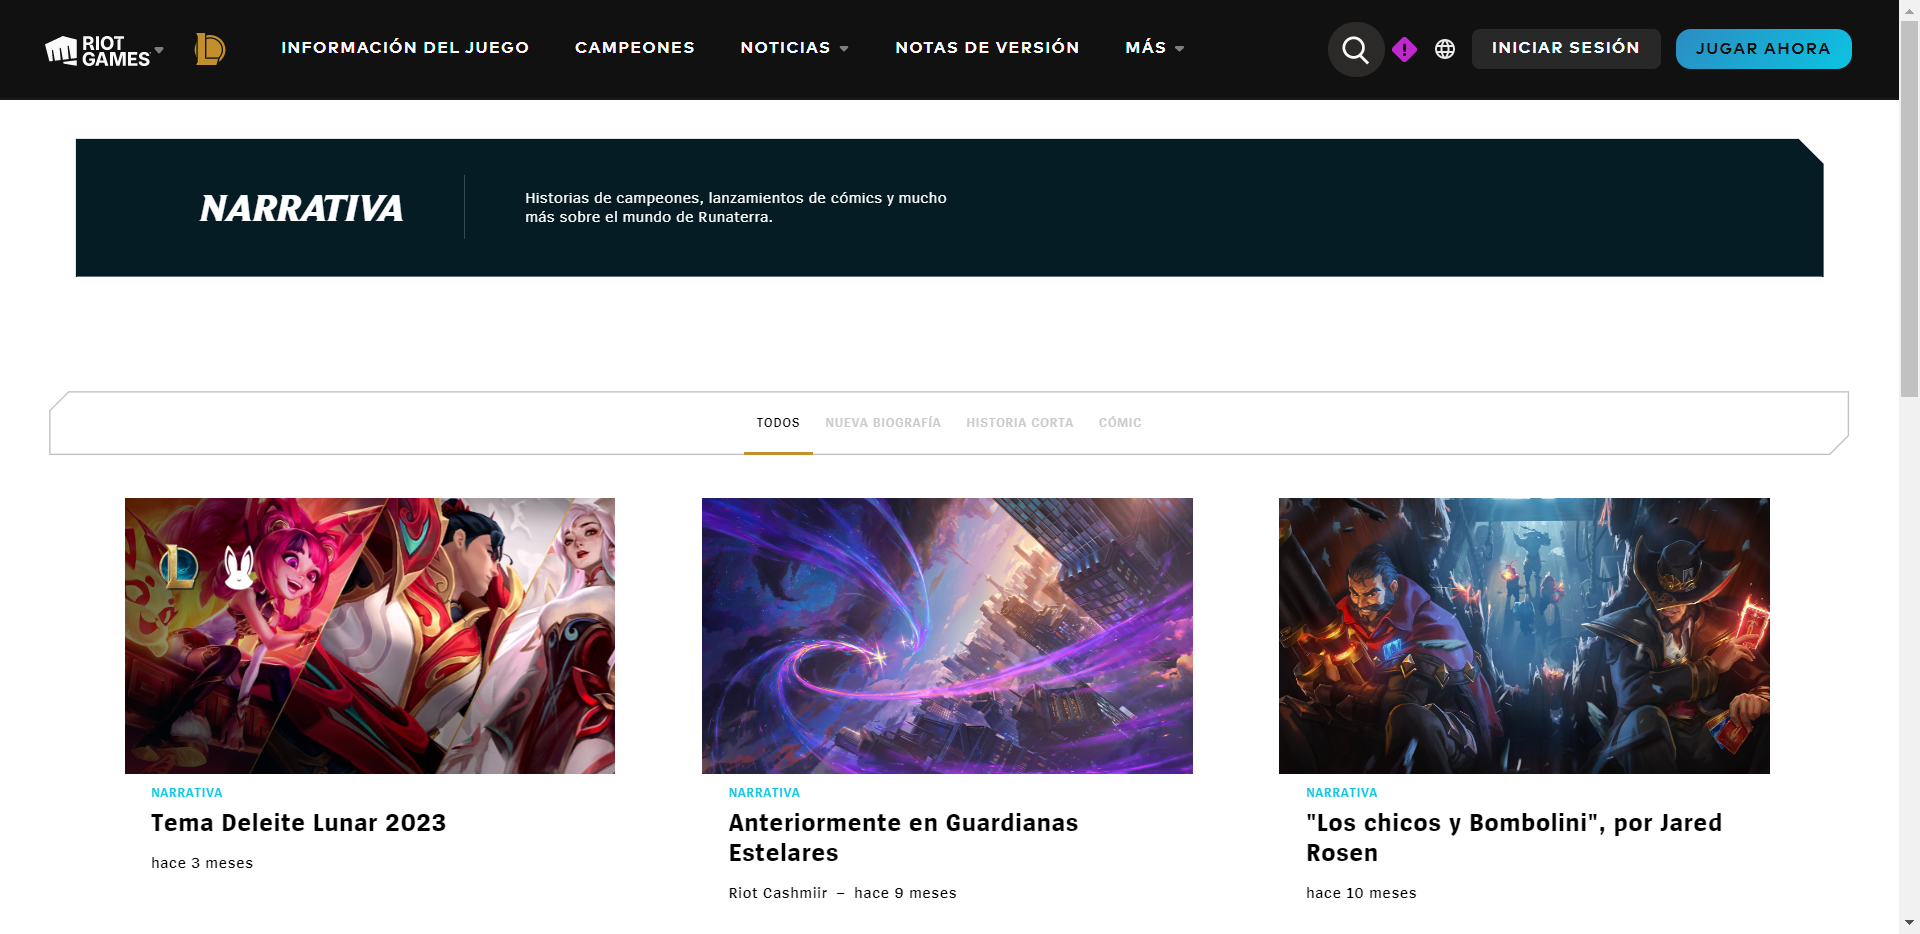 RIOT
GAMES
INFORMACIÓN DEL JUEGO
CAMPEONES
NOTICIAS
NOTAS DE VERSIÓN
MÁS
INICIAR SESIÓN
JUGAR AHORA
NARRATIVA
Historias de campeones, lanzamientos de cómics y mucho
más sobre el mundo de Runaterra.
TODOS
NUEVA BIOGRAFÍA
HISTORIA CORTA
CÓMIC
NARRATIVA
Tema Deleite Lunar 2023
hace 3 meses
NARRATIVA
Anteriormente en Guardianas
Estelares
Riot Cashmiir – hace 9 meses
NARRATIVA
"Los chicos y Bombolini", por Jared
Rosen
hace 10 meses